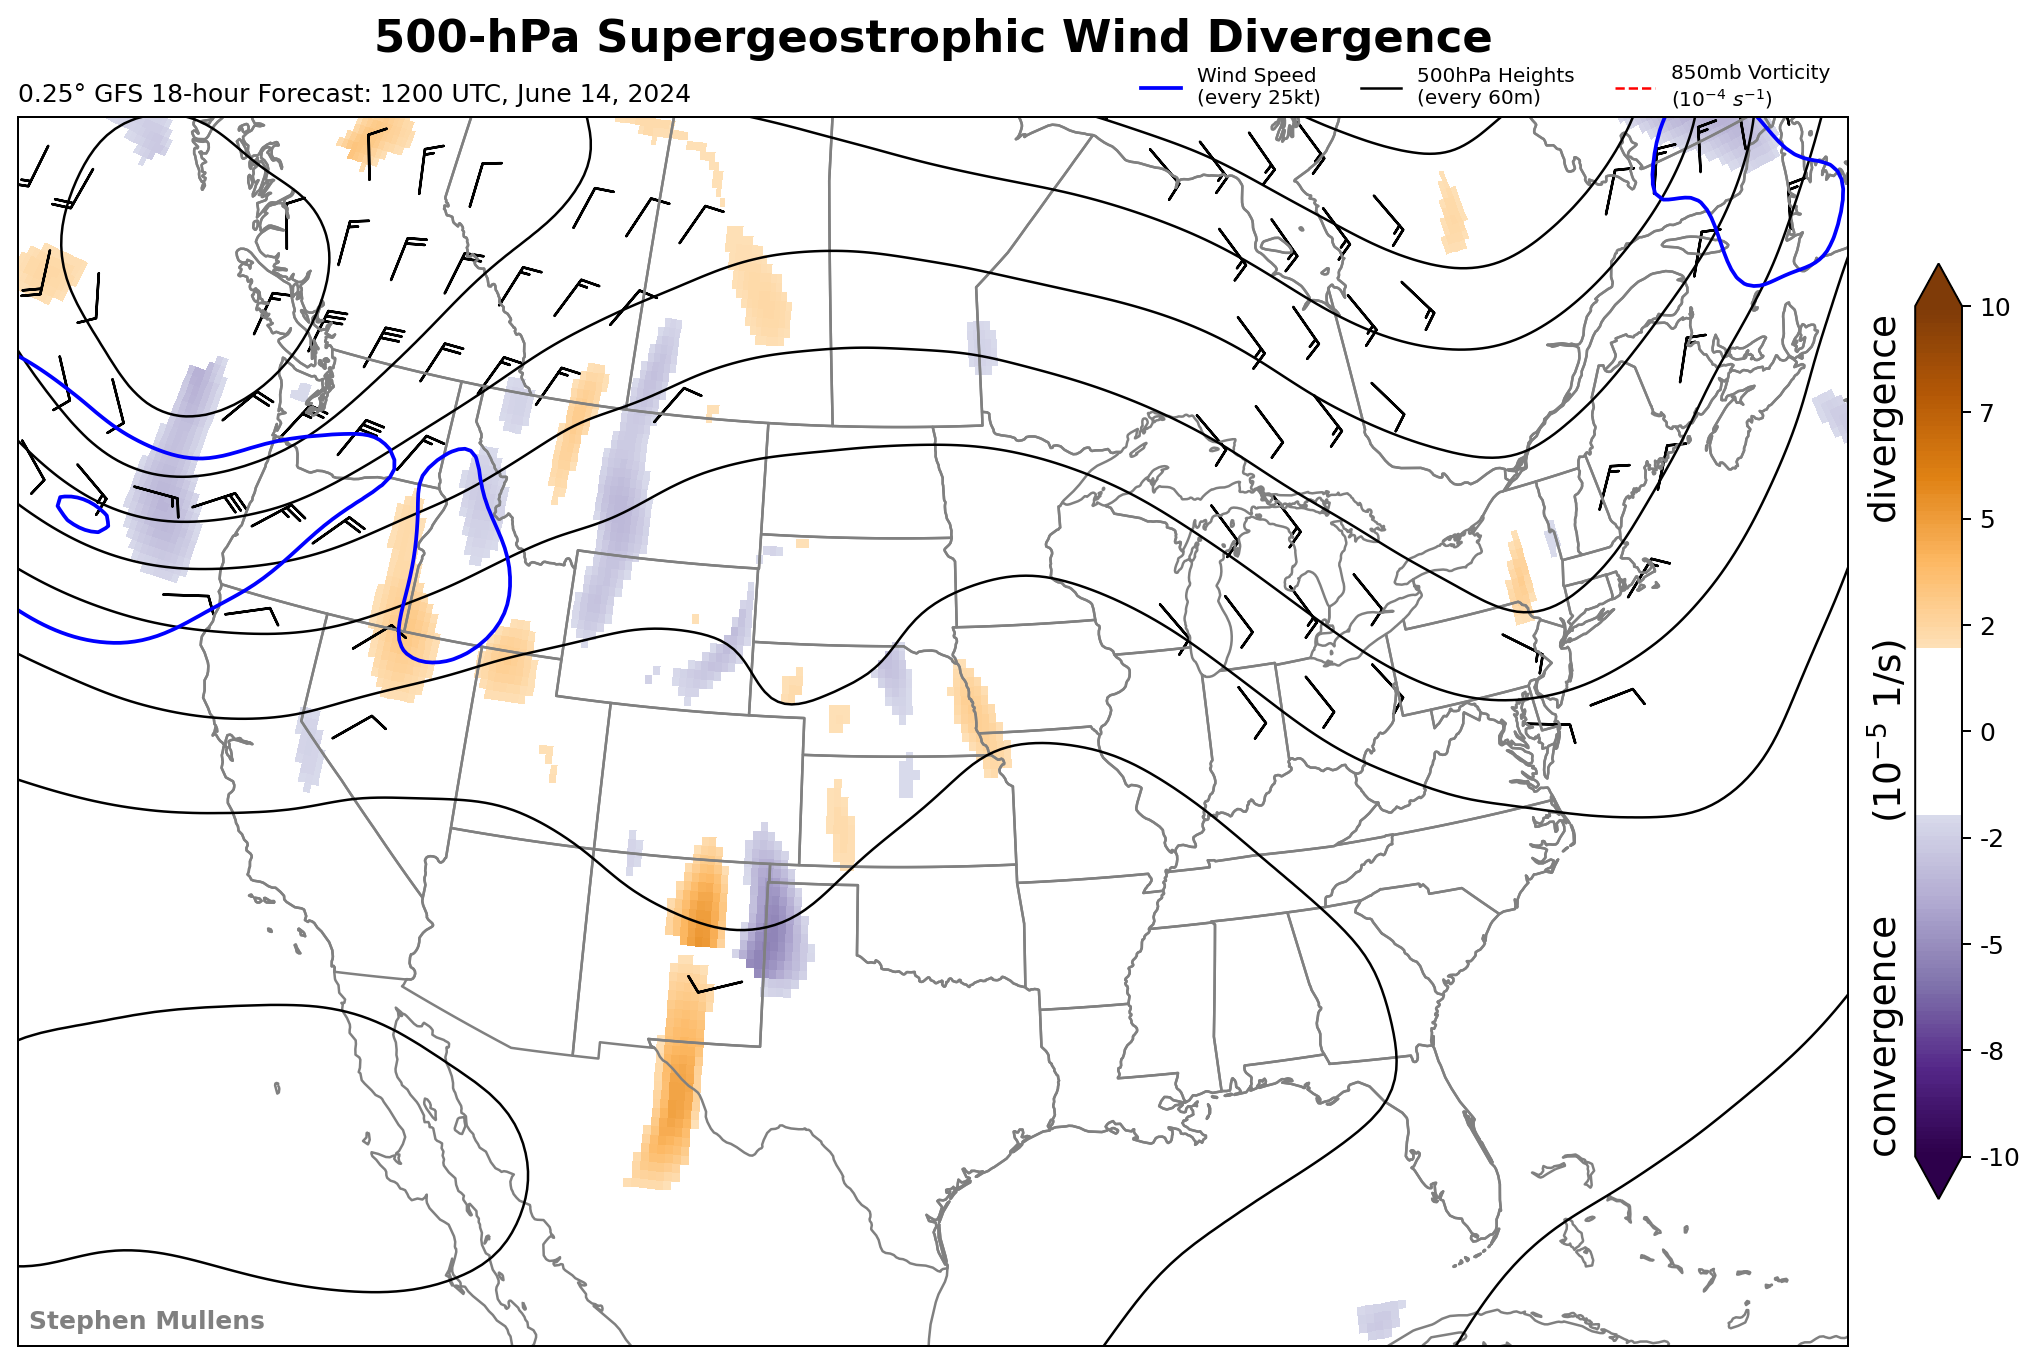 500-hPa Supergeostrophic Wind Divergence
0.25° GFS 18-hour Forecast: 1200 UTC, June 14, 2024
Wind Speed
(every 25kt)
500hPa Heights
(every 60m)
850mb Vorticity
(10⁻⁴ s⁻¹)
10
7
5
2
0
-2
-5
-8
-10
convergence (10⁻⁵ 1/s) divergence
Stephen Mullens